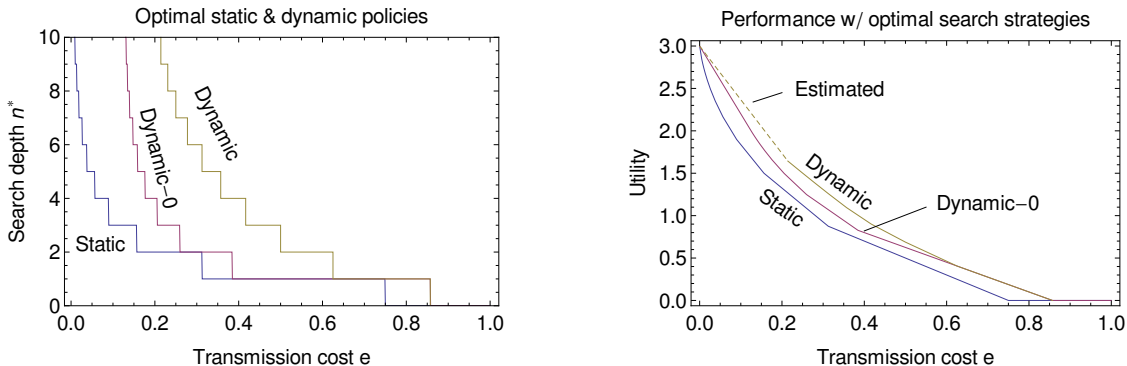 Optimal static & dynamic policies
10
8
6
4
2
0
Search depth n*
Dynamic
Dynamic−0
Static
0.0 0.2 0.4 0.6 0.8 1.0
Transmission cost e
Performance w/ optimal search strategies
3.0
2.5
2.0
1.5
1.0
0.5
0.0
Utility
Estimated
Dynamic
Dynamic−0
Static
0.0 0.2 0.4 0.6 0.8 1.0
Transmission cost e